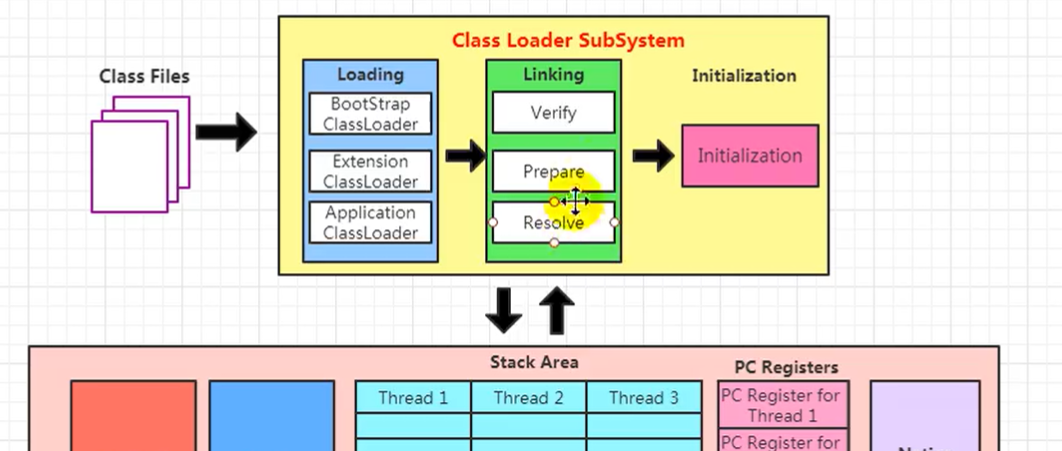 Class Loader SubSystem
Class Files
Loading
BootStrap
ClassLoader
Extension
ClassLoader
Application
ClassLoader
Linking
Verify
Prepare
Resolve
Initialization
Initialization
Stack Area
Thread 1
Thread 2
Thread 3
PC Registers
PC Register for
Thread 1
PC Register for